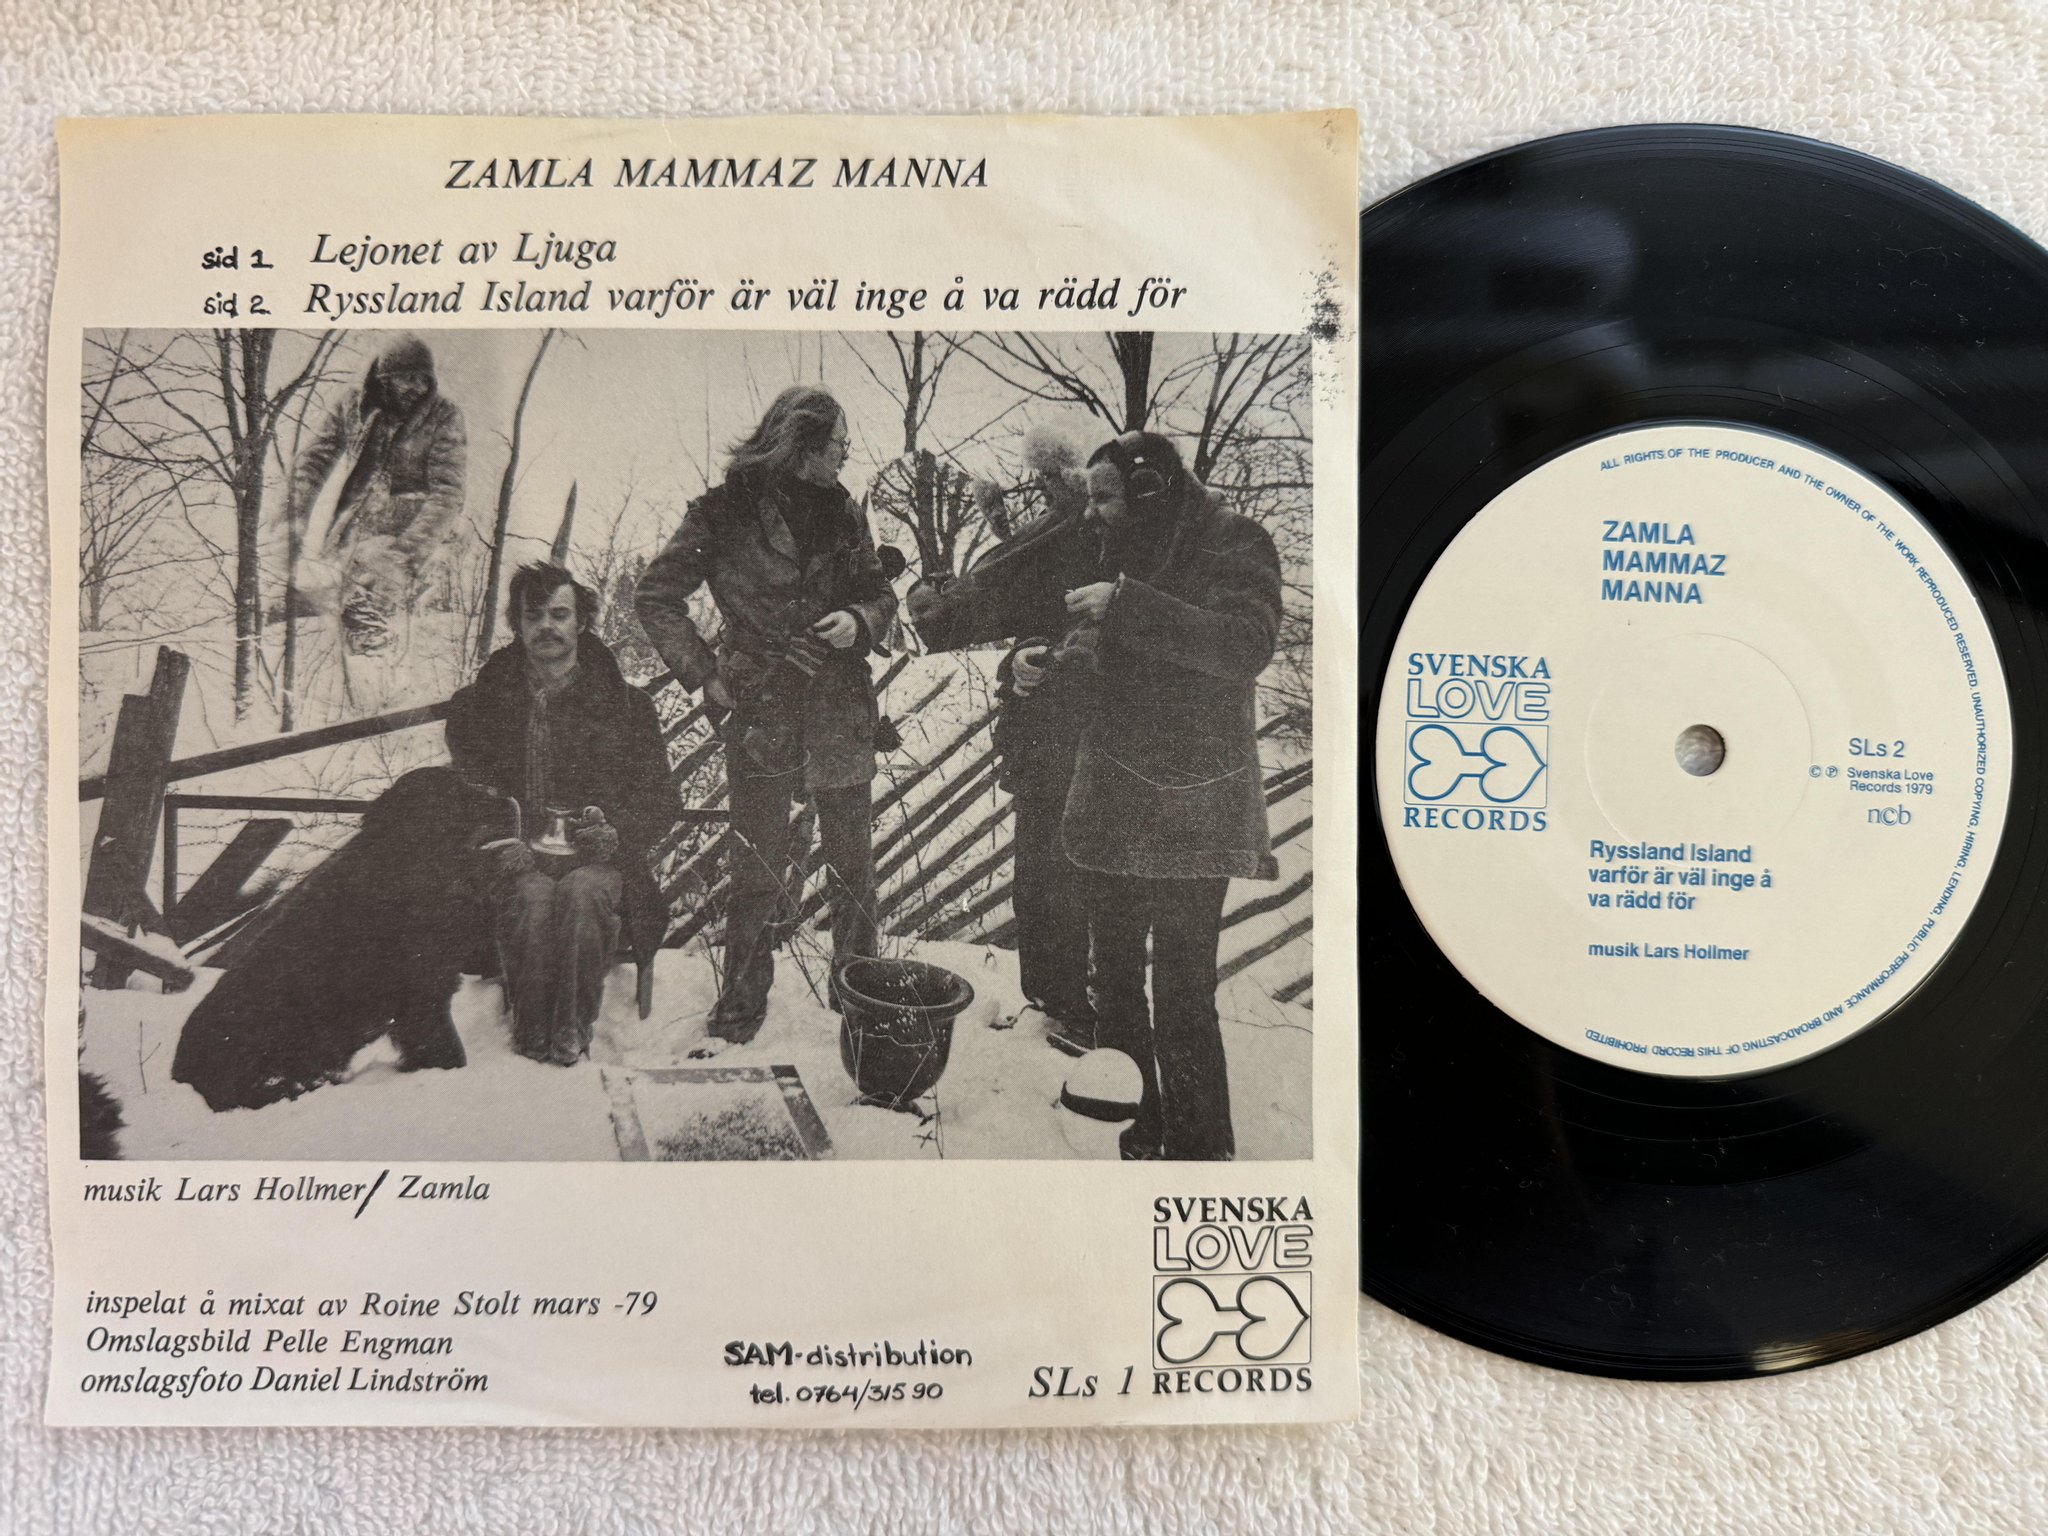 ZAMLA MAMMAZ MANNA
sid 1 Lejonet av Ljuga
sid 2 Ryssland Island varför är väl inge å va rädd för
musik Lars Hollmer/ Zamla
inspelat å mixat av Roine Stolt mars -79
Omslagsbild Pelle Engman
omslagsfoto Daniel Lindström
SAM-distribution
tel. 0764/315 90
SLs 1
SVENSKA
LOVE
RECORDS
ALL RIGHTS OF THE PRODUCER AND THE OWNER OF THE WORK REPRODUCED RESERVED. UNAUTHORIZED COPYING, HIRING, LENDING, PUBLIC PERFORMANCE AND BROADCASTING OF THIS RECORD PROHIBITED.
ZAMLA
MAMMAZ
MANNA
SVENSKA
LOVE
RECORDS
SLs 2
© ℗ Svenska Love
Records 1979
n©b
Ryssland Island
varför är väl inge å
va rädd för
musik Lars Hollmer